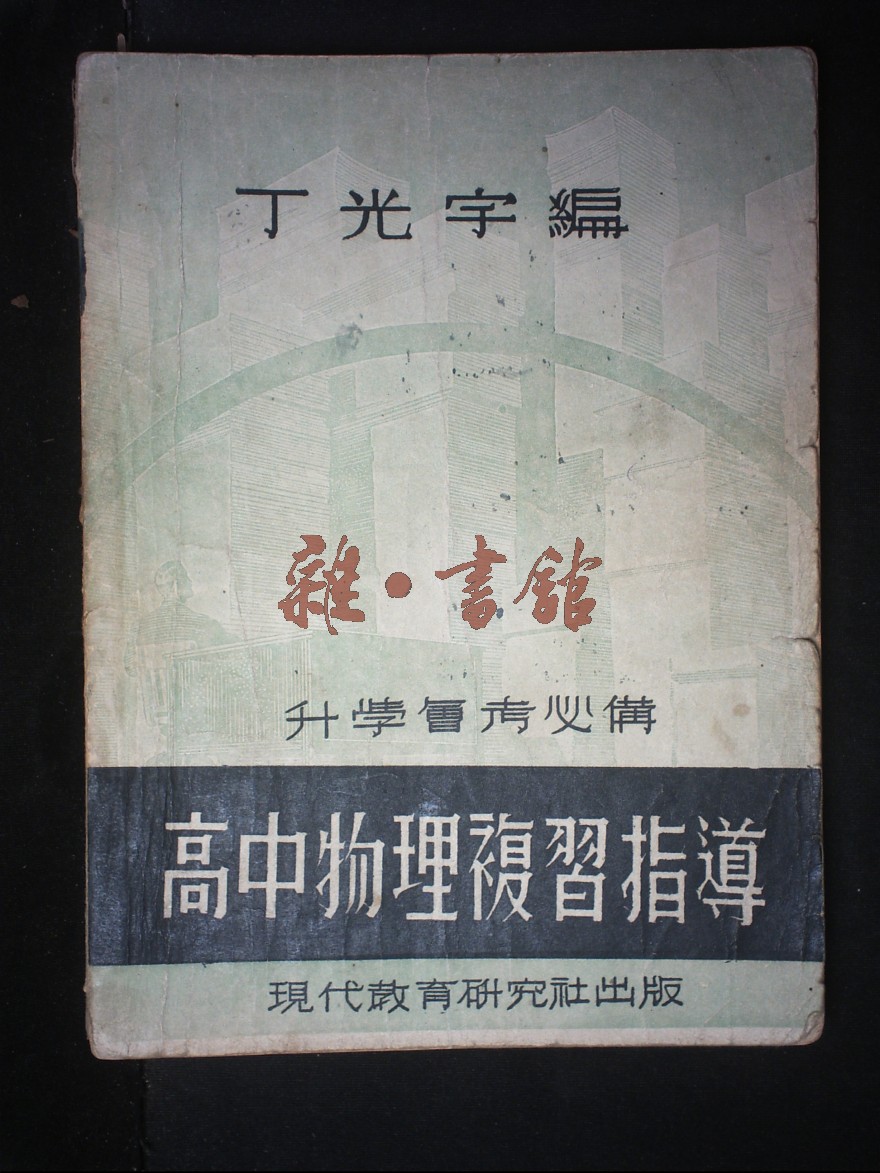 丁光宇編
雜·書館
升学會考必備
高中物理複習指導
現代教育研究社出版